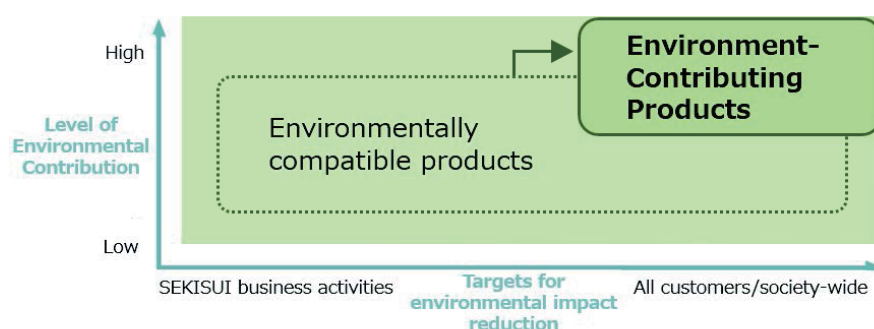 High
Environment-
Contributing
Products
Level of
Environmental
Contribution
Environmentally
compatible products
Low
SEKISUI business activities
Targets for
environmental impact
reduction
All customers/society-wide